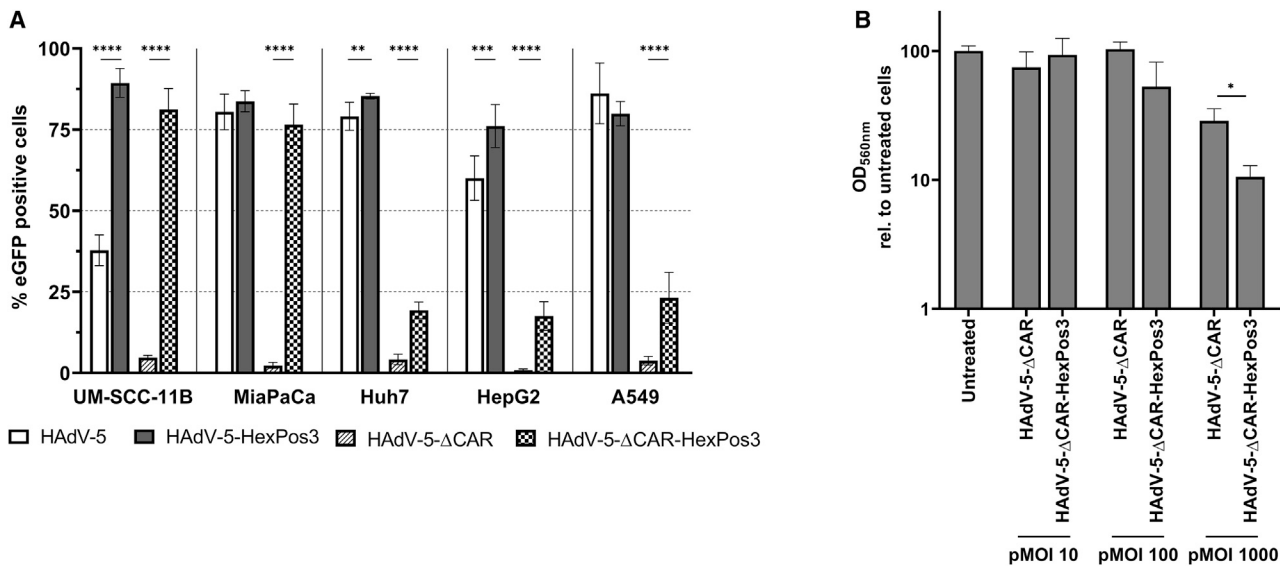 A
% eGFP positive cells
100
75
50
25
0
**** ****
****
** ****
*** ****
****
UM-SCC-11B MiaPaCa Huh7 HepG2 A549
HAdV-5 HAdV-5-HexPos3 HAdV-5-ΔCAR HAdV-5-ΔCAR-HexPos3
B
OD560nm
rel. to untreated cells
100
10
1
*
Untreated
HAdV-5-ΔCAR
HAdV-5-ΔCAR-HexPos3
HAdV-5-ΔCAR
HAdV-5-ΔCAR-HexPos3
HAdV-5-ΔCAR
HAdV-5-ΔCAR-HexPos3
pMOI 10 pMOI 100 pMOI 1000